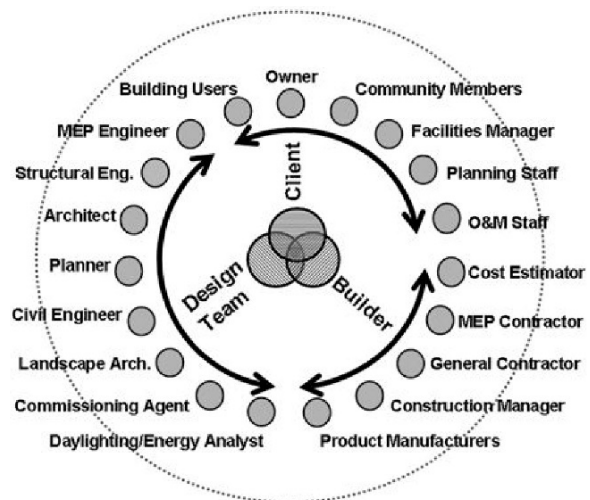 Owner
Building Users
Community Members
MEP Engineer
Facilities Manager
Structural Eng.
Planning Staff
Client
Architect
O&M Staff
Planner
Cost Estimator
Design
Team
Builder
Civil Engineer
MEP Contractor
Landscape Arch.
General Contractor
Commissioning Agent
Construction Manager
Daylighting/Energy Analyst
Product Manufacturers